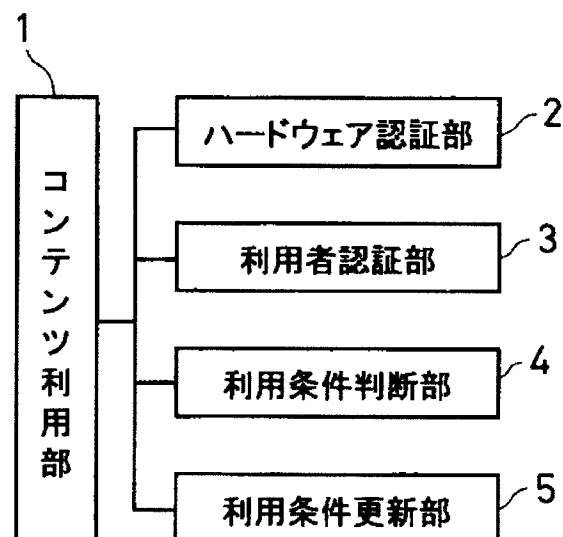 1
コンテンツ利用部
ハードウェア認証部
2
利用者認証部
3
利用条件判断部
4
利用条件更新部
5